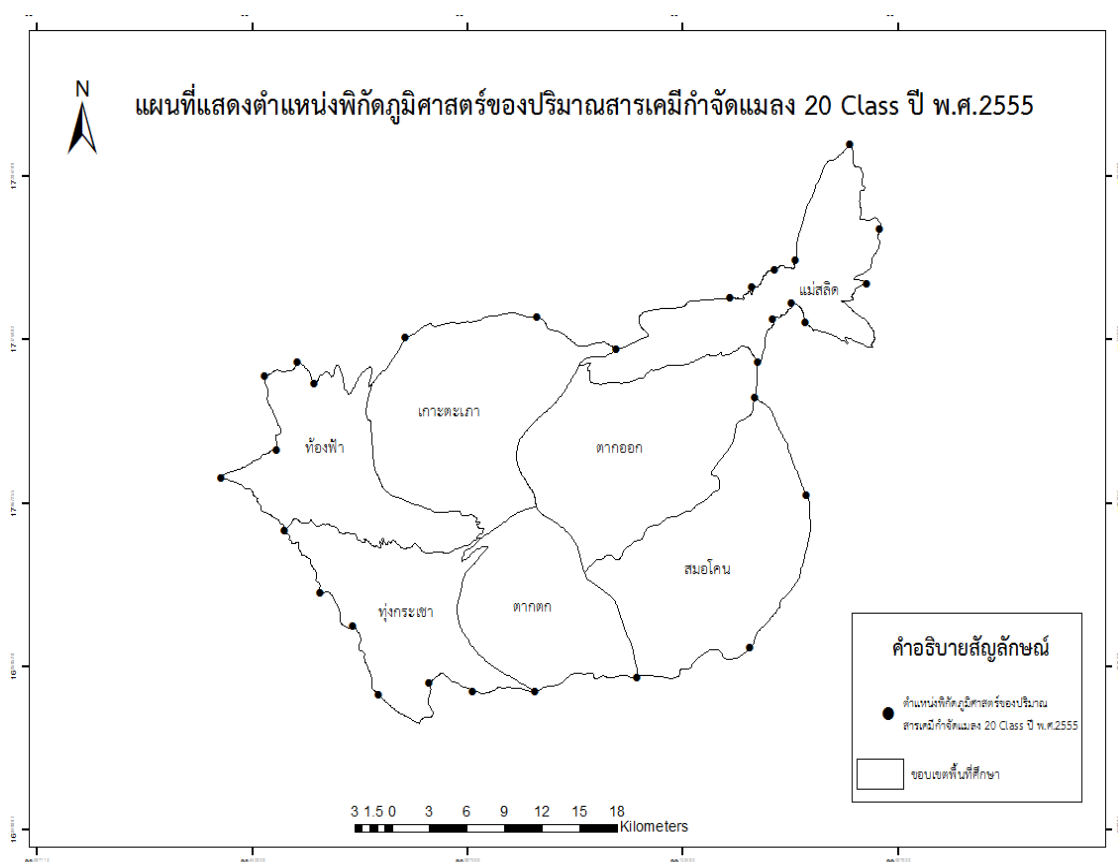 แผนที่แสดงตำแหน่งพิกัดภูมิศาสตร์ของปริมาณสารเคมีกำจัดแมลง 20 Class ปี พ.ศ.2555
N
แม่สลิด
เกาะตะเภา
ท้องฟ้า
ตากออก
สมอโคน
ตากตก
ทุ่งกระเชา
คำอธิบายสัญลักษณ์
ตำแหน่งพิกัดภูมิศาสตร์ของปริมาณ
สารเคมีกำจัดแมลง 20 Class ปี พ.ศ.2555
ขอบเขตพื้นที่ศึกษา
3 1.5 0 3 6 9 12 15 18
Kilometers